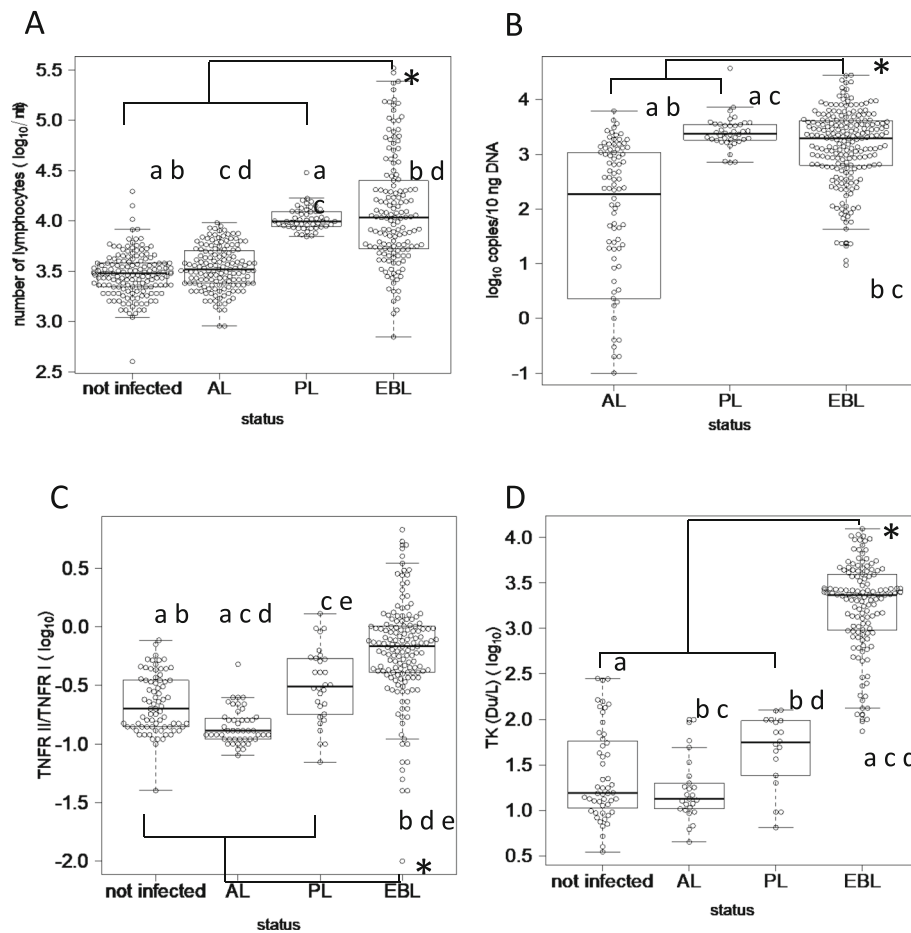 A
number of lymphocytes (log10/
5.5
5.0
4.5
4.0
3.5
3.0
2.5
*
a b
c d
a
c
b d
not infected
AL
PL
EBL
status
B
log10 copies/10 ng DNA
5
4
3
2
1
0
-1
*
a b
a c
b c
AL
PL
EBL
status
C
TNFR II/TNFR I (log10)
0.5
0.0
-0.5
-1.0
-1.5
-2.0
a b
a c d
c e
b d e
*
not infected
AL
PL
EBL
status
D
TK (Du/L) (log10)
4.0
3.5
3.0
2.5
2.0
1.5
1.0
0.5
*
a
b c
b d
a c d
not infected
AL
PL
EBL
status